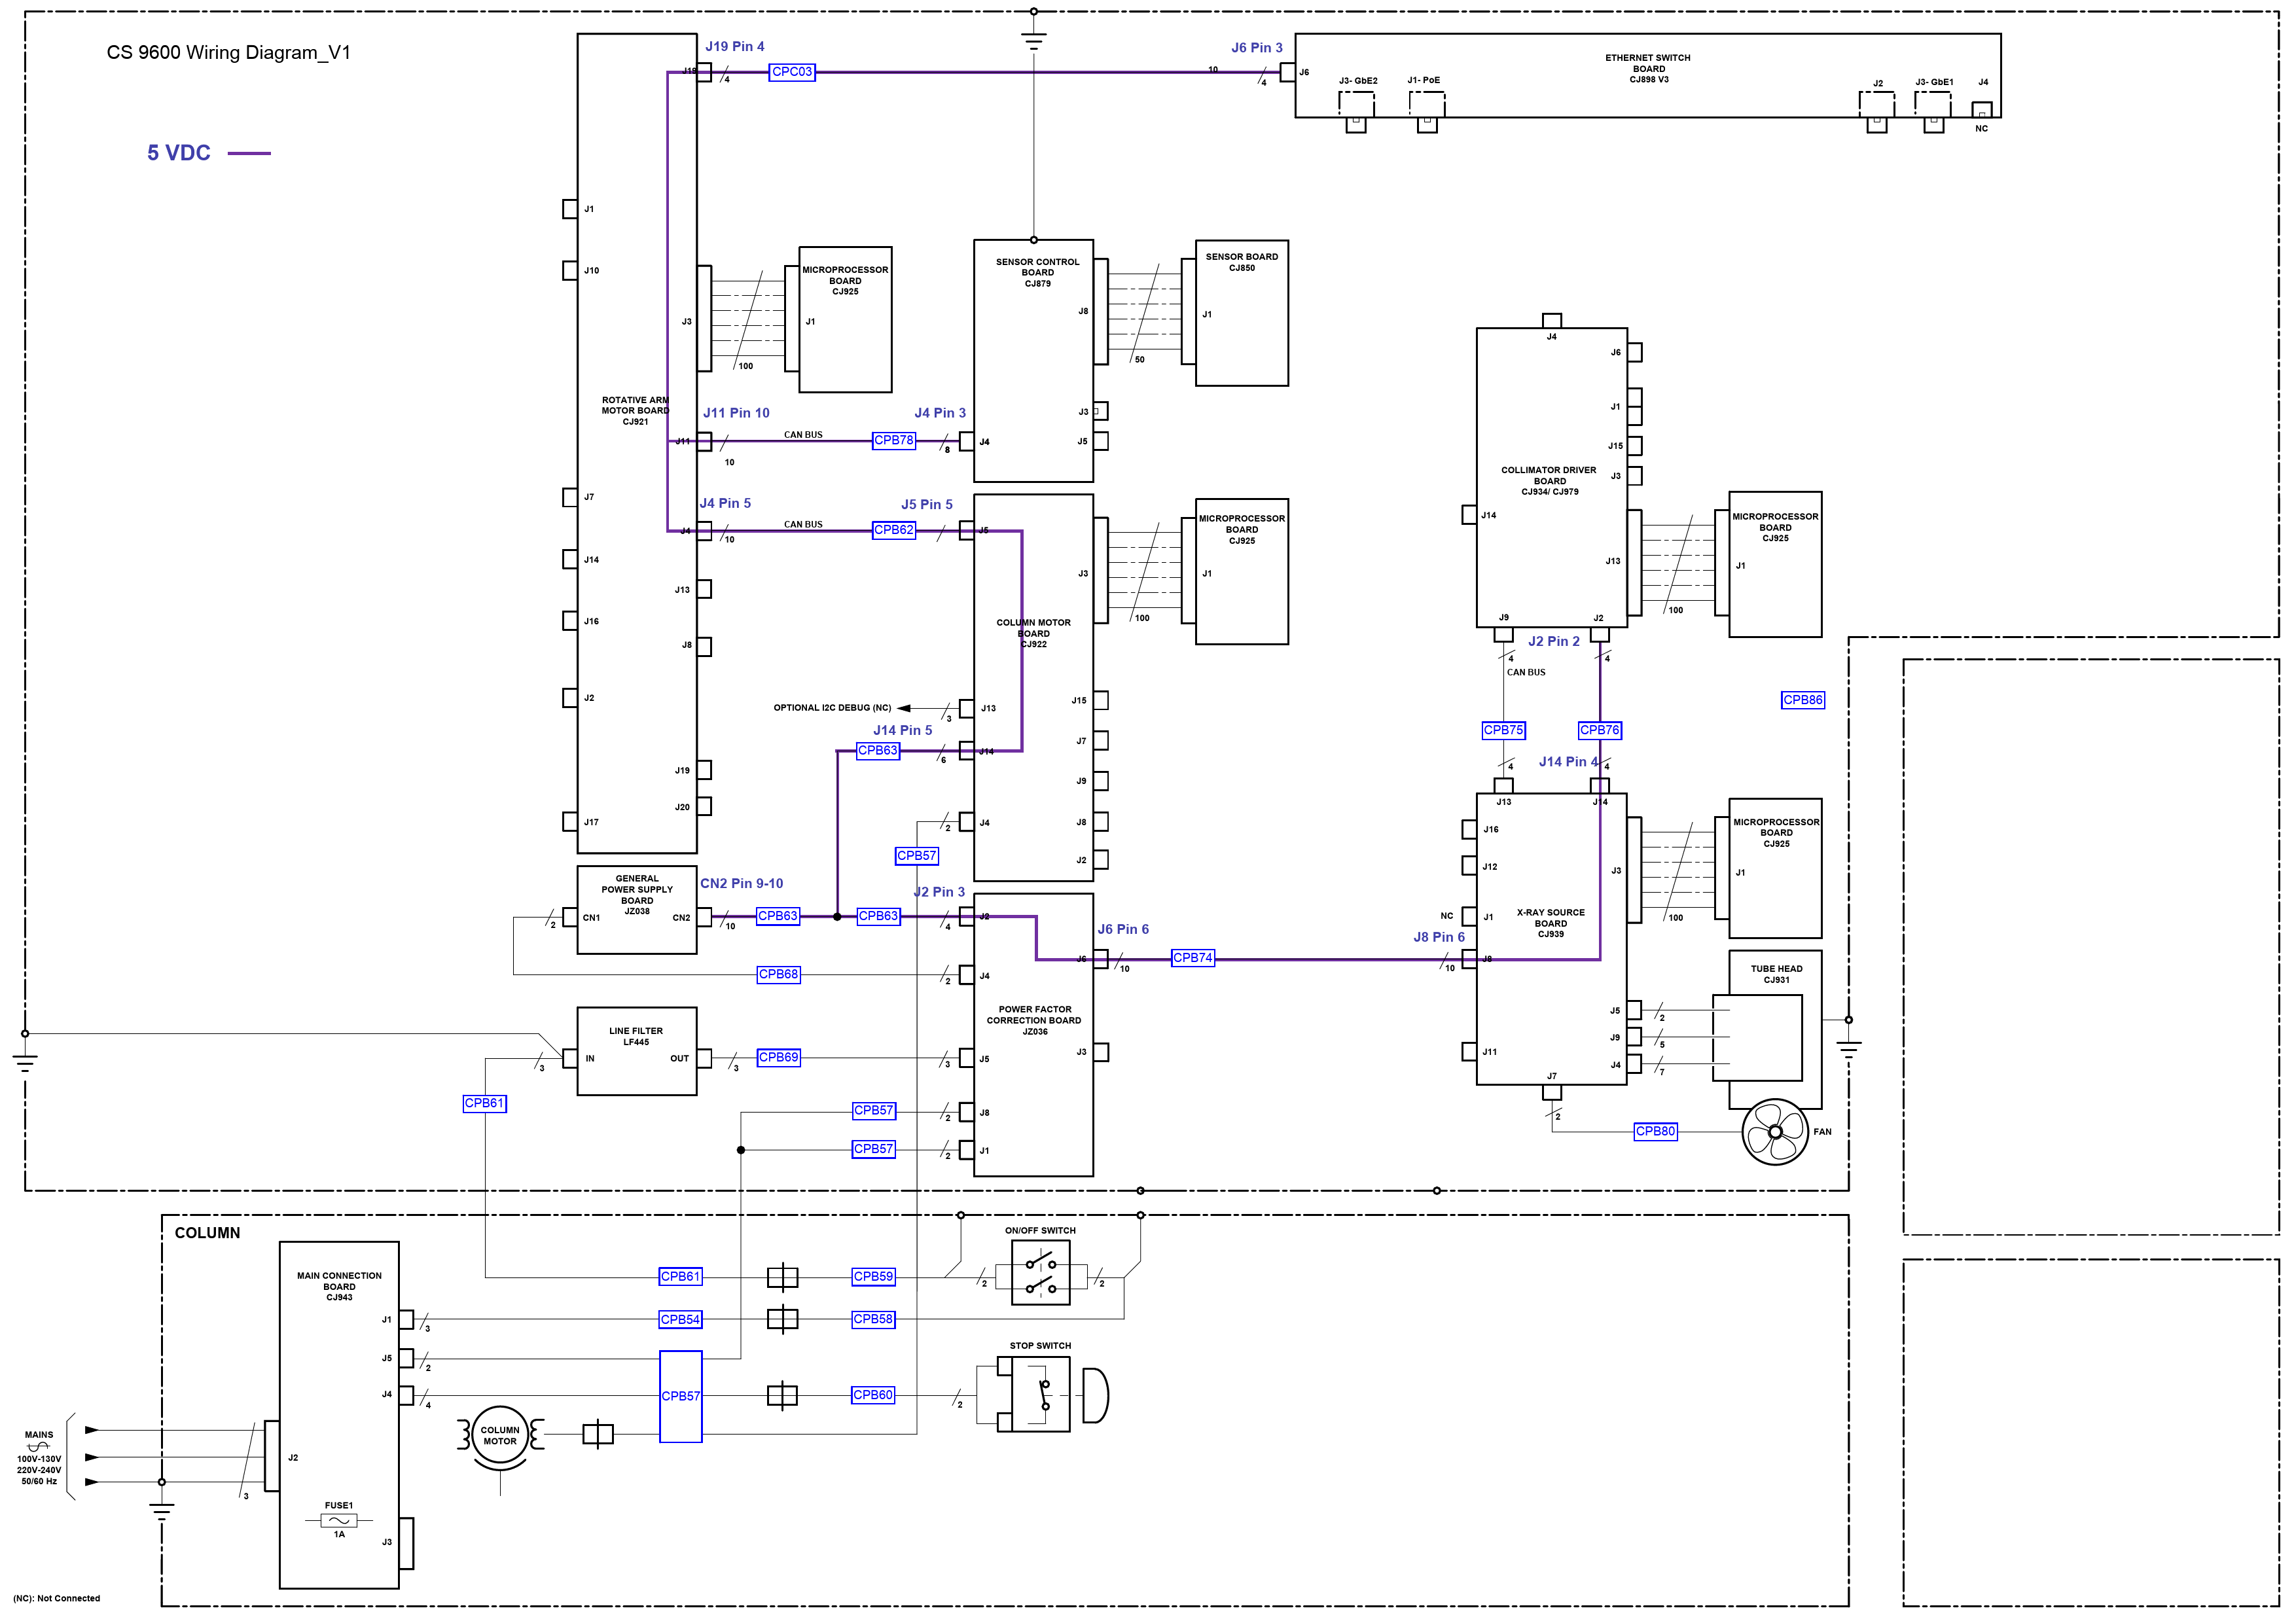 CS 9600 Wiring Diagram_V1
5 VDC
J19 Pin 4
J19
4
CPC03
10
J6 Pin 3
4
J6
ETHERNET SWITCH
BOARD
CJ898 V3
J3- GbE2
J1- PoE
J2
J3- GbE1
J4
NC
J1
J10
J3
100
MICROPROCESSOR
BOARD
CJ925
J1
SENSOR CONTROL
BOARD
CJ879
J8
50
SENSOR BOARD
CJ850
J1
J3
J5
ROTATIVE ARM
MOTOR BOARD
CJ921
J11 Pin 10
J11
10
CAN BUS
CPB78
J4 Pin 3
8
J4
J4 Pin 5
J4
10
CAN BUS
CPB62
J5 Pin 5
J5
J7
J14
J16
J2
J17
J13
J8
J19
J20
COLUMN MOTOR
BOARD
CJ922
J3
100
MICROPROCESSOR
BOARD
CJ925
J1
OPTIONAL I2C DEBUG (NC)
3
J13
J14 Pin 5
CPB63
6
J14
2
J4
CPB57
J15
J7
J9
J8
J2
J4
J6
J1
J15
J3
COLLIMATOR DRIVER
BOARD
CJ934/ CJ979
J14
J13
100
MICROPROCESSOR
BOARD
CJ925
J1
J9
J2
J2 Pin 2
4
4
CAN BUS
CPB75
CPB76
CPB86
J14 Pin 4
4
4
J13
J14
J16
J12
NC
J1
J3
100
X-RAY SOURCE
BOARD
CJ939
MICROPROCESSOR
BOARD
CJ925
J1
GENERAL
POWER SUPPLY
BOARD
JZ038
2
CN1
CN2
CN2 Pin 9-10
10
CPB63
CPB63
J2 Pin 3
4
J2
J6 Pin 6
J6
10
CPB74
J8 Pin 6
10
J8
CPB68
2
J4
POWER FACTOR
CORRECTION BOARD
JZ036
J3
TUBE HEAD
CJ931
J5
2
J9
5
J4
7
J11
J7
2
CPB80
FAN
LINE FILTER
LF445
3
IN
OUT
3
CPB69
3
J5
CPB61
CPB57
2
J8
CPB57
2
J1
COLUMN
MAIN CONNECTION
BOARD
CJ943
ON/OFF SWITCH
CPB61
CPB59
2
2
J1
3
CPB54
CPB58
J5
2
STOP SWITCH
J4
4
CPB57
CPB60
2
COLUMN
MOTOR
MAINS
100V-130V
220V-240V
50/60 Hz
3
J2
FUSE1
1A
J3
(NC): Not Connected